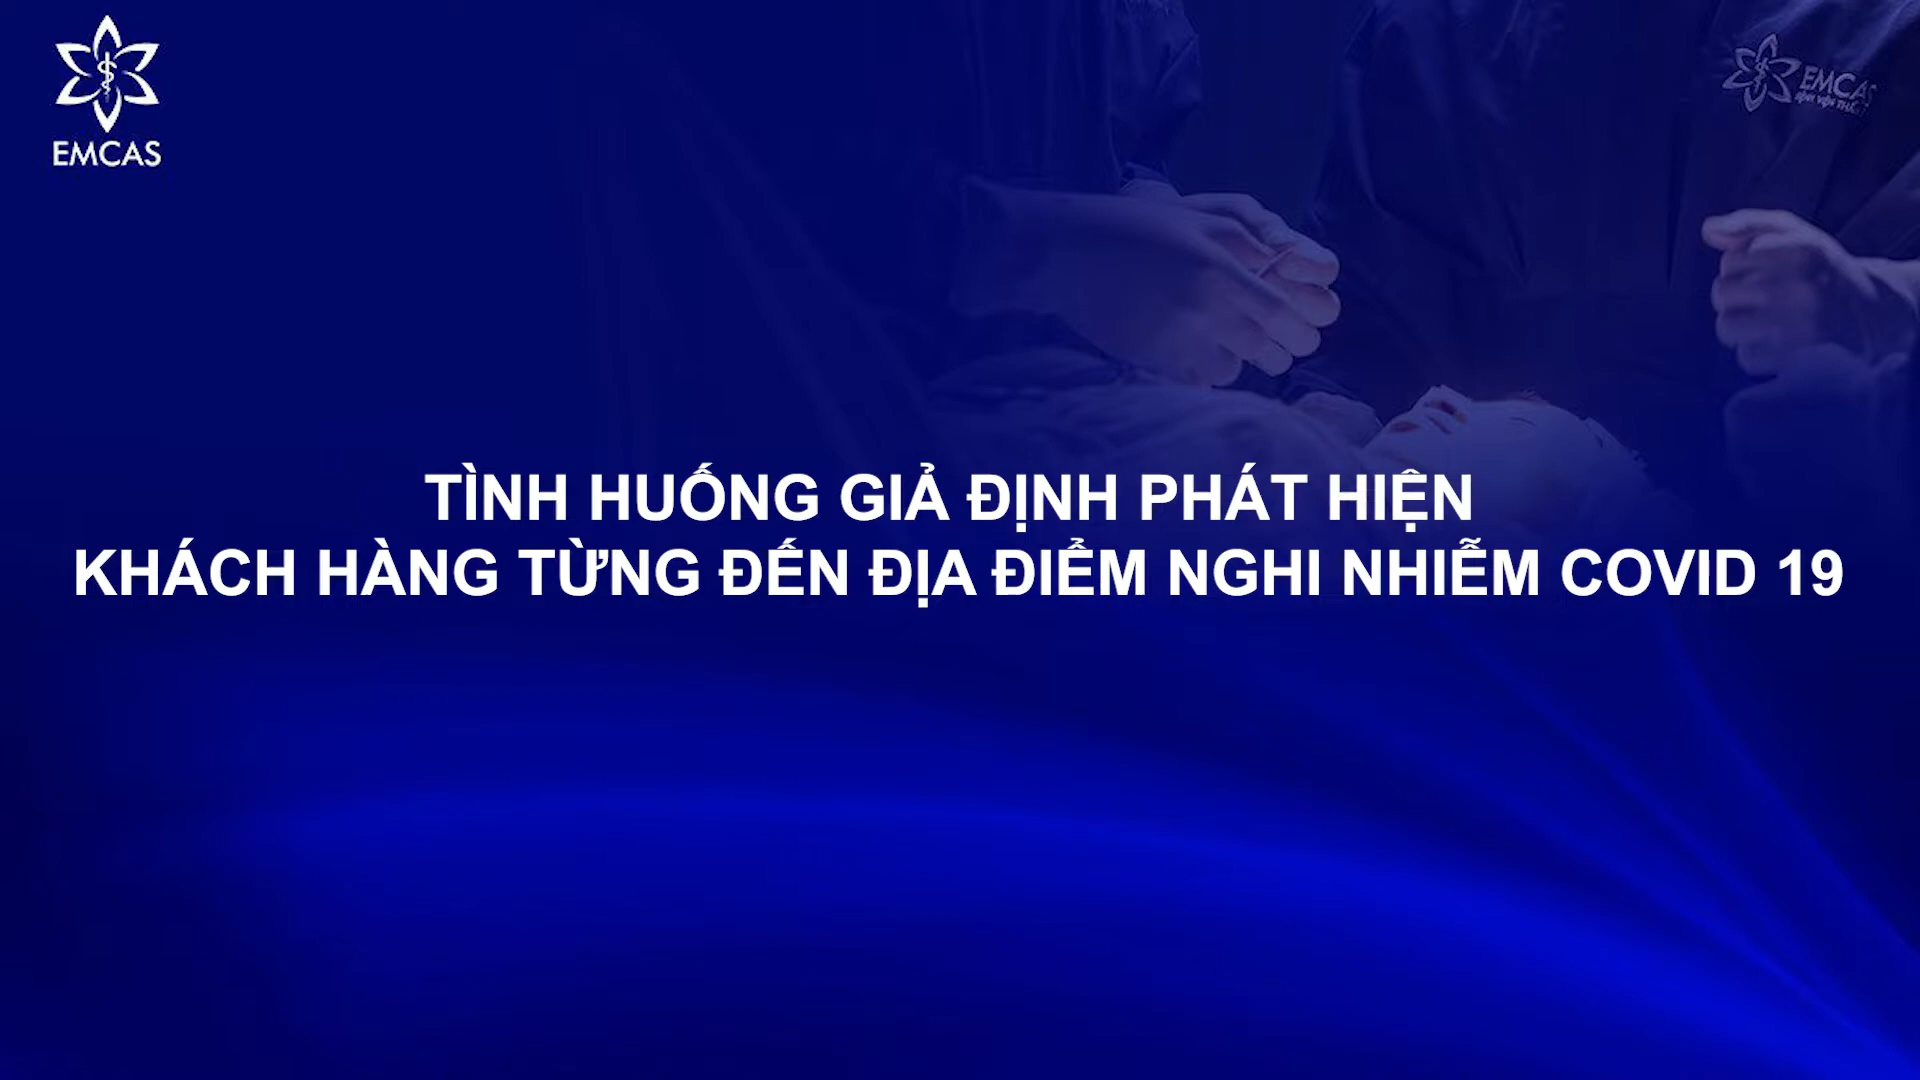 EMCAS
EMCAS
TÌNH HUỐNG GIẢ ĐỊNH PHÁT HIỆN
KHÁCH HÀNG TỪNG ĐẾN ĐỊA ĐIỂM NGHI NHIỄM COVID 19